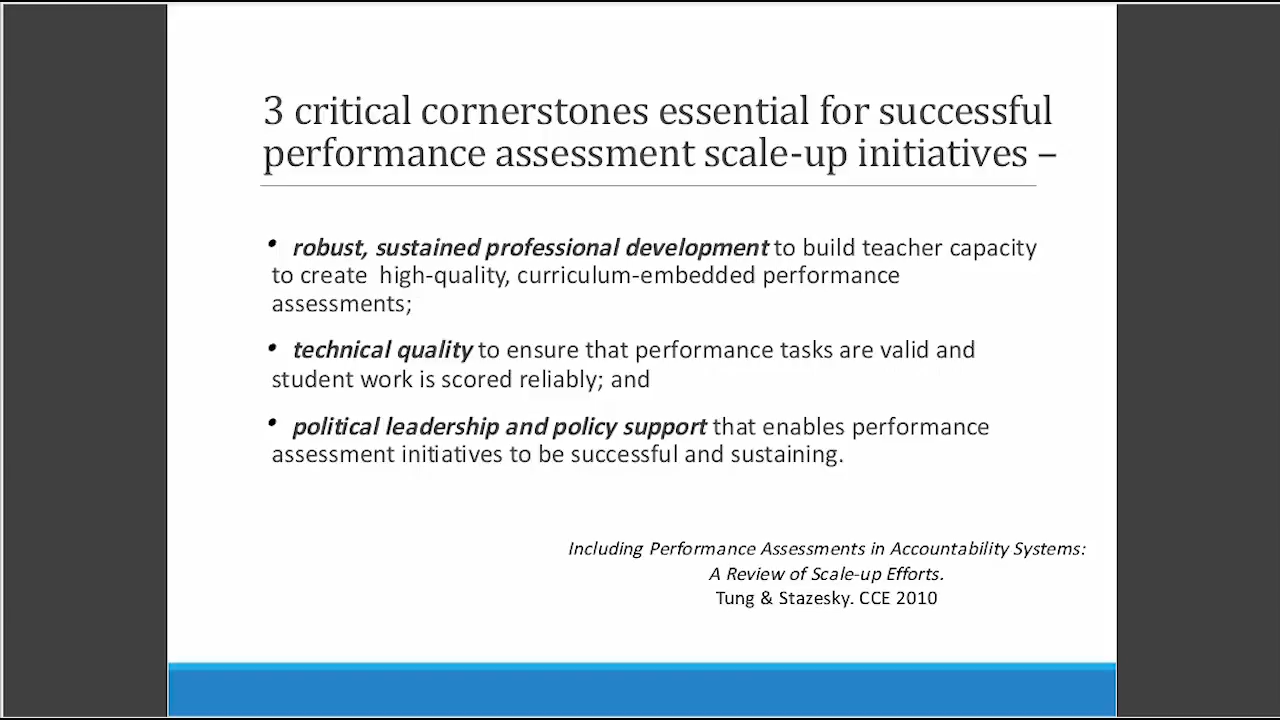 3 critical cornerstones essential for successful
performance assessment scale-up initiatives –
• robust, sustained professional development to build teacher capacity
to create high-quality, curriculum-embedded performance
assessments;
• technical quality to ensure that performance tasks are valid and
student work is scored reliably; and
• political leadership and policy support that enables performance
assessment initiatives to be successful and sustaining.
Including Performance Assessments in Accountability Systems:
A Review of Scale-up Efforts.
Tung & Stazesky. CCE 2010